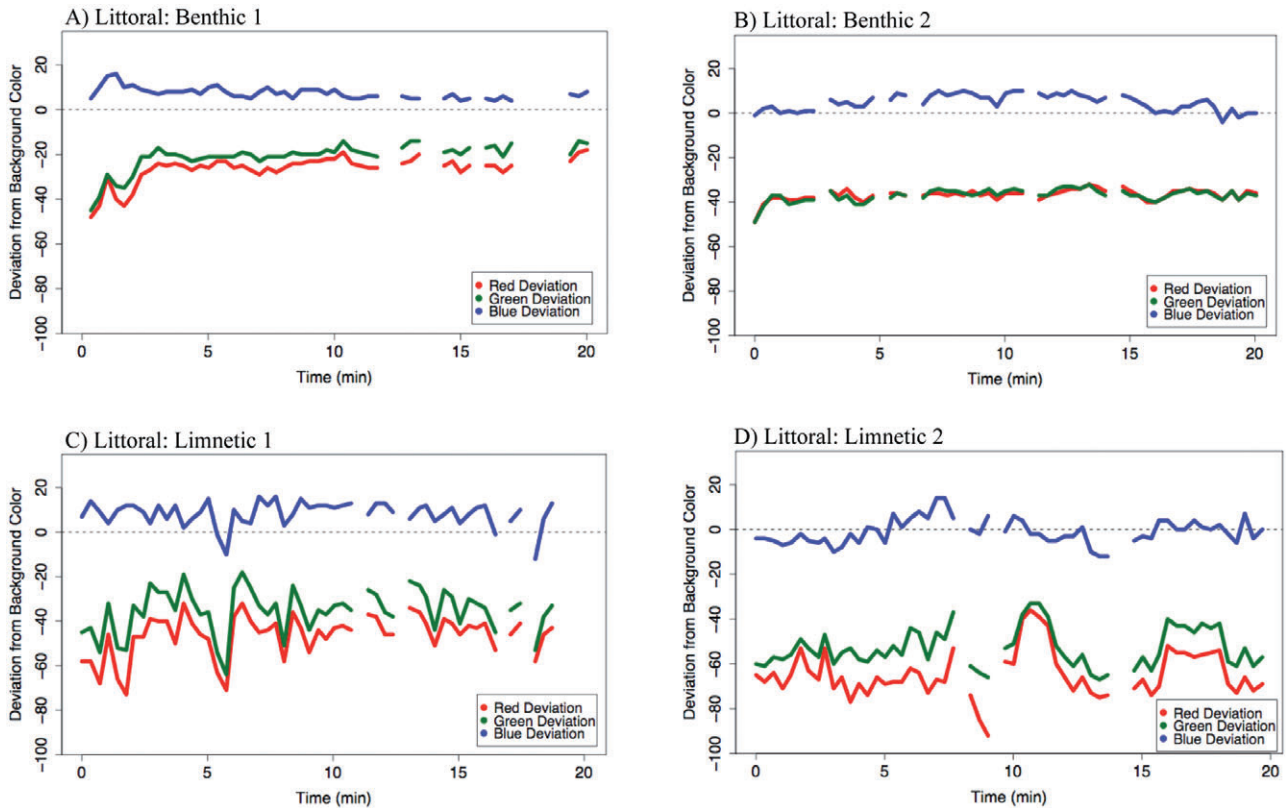 A) Littoral: Benthic 1
Deviation from Background Color
20
0
−20
−40
−60
−80
−100
Red Deviation
Green Deviation
Blue Deviation
0 5 10 15 20
Time (min)
B) Littoral: Benthic 2
Deviation from Background Color
20
0
−20
−40
−60
−80
−100
Red Deviation
Green Deviation
Blue Deviation
0 5 10 15 20
Time (min)
C) Littoral: Limnetic 1
Deviation from Background Color
20
0
−20
−40
−60
−80
−100
Red Deviation
Green Deviation
Blue Deviation
0 5 10 15 20
Time (min)
D) Littoral: Limnetic 2
Deviation from Background Color
20
0
−20
−40
−60
−80
−100
Red Deviation
Green Deviation
Blue Deviation
0 5 10 15 20
Time (min)